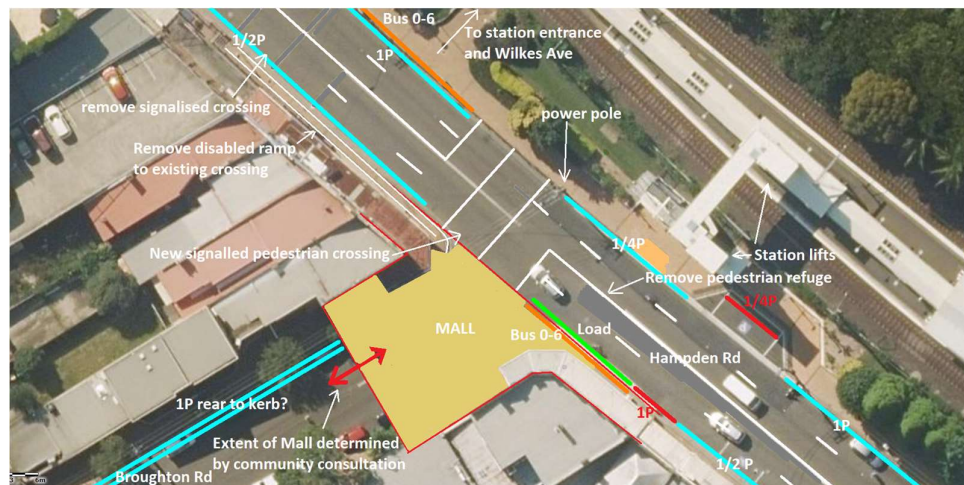 Bus 0-6
1/2P
1P
To station entrance
and Wilkes Ave
remove signalised crossing
power pole
Remove disabled ramp
to existing crossing
1/4P
New signalled pedestrian crossing
Station lifts
Remove pedestrian refuge
1/4P
MALL
Bus 0-6
Load
Hampden Rd
1P rear to kerb?
1P
1P
Extent of Mall determined
by community consultation
1/2 P
Broughton Rd